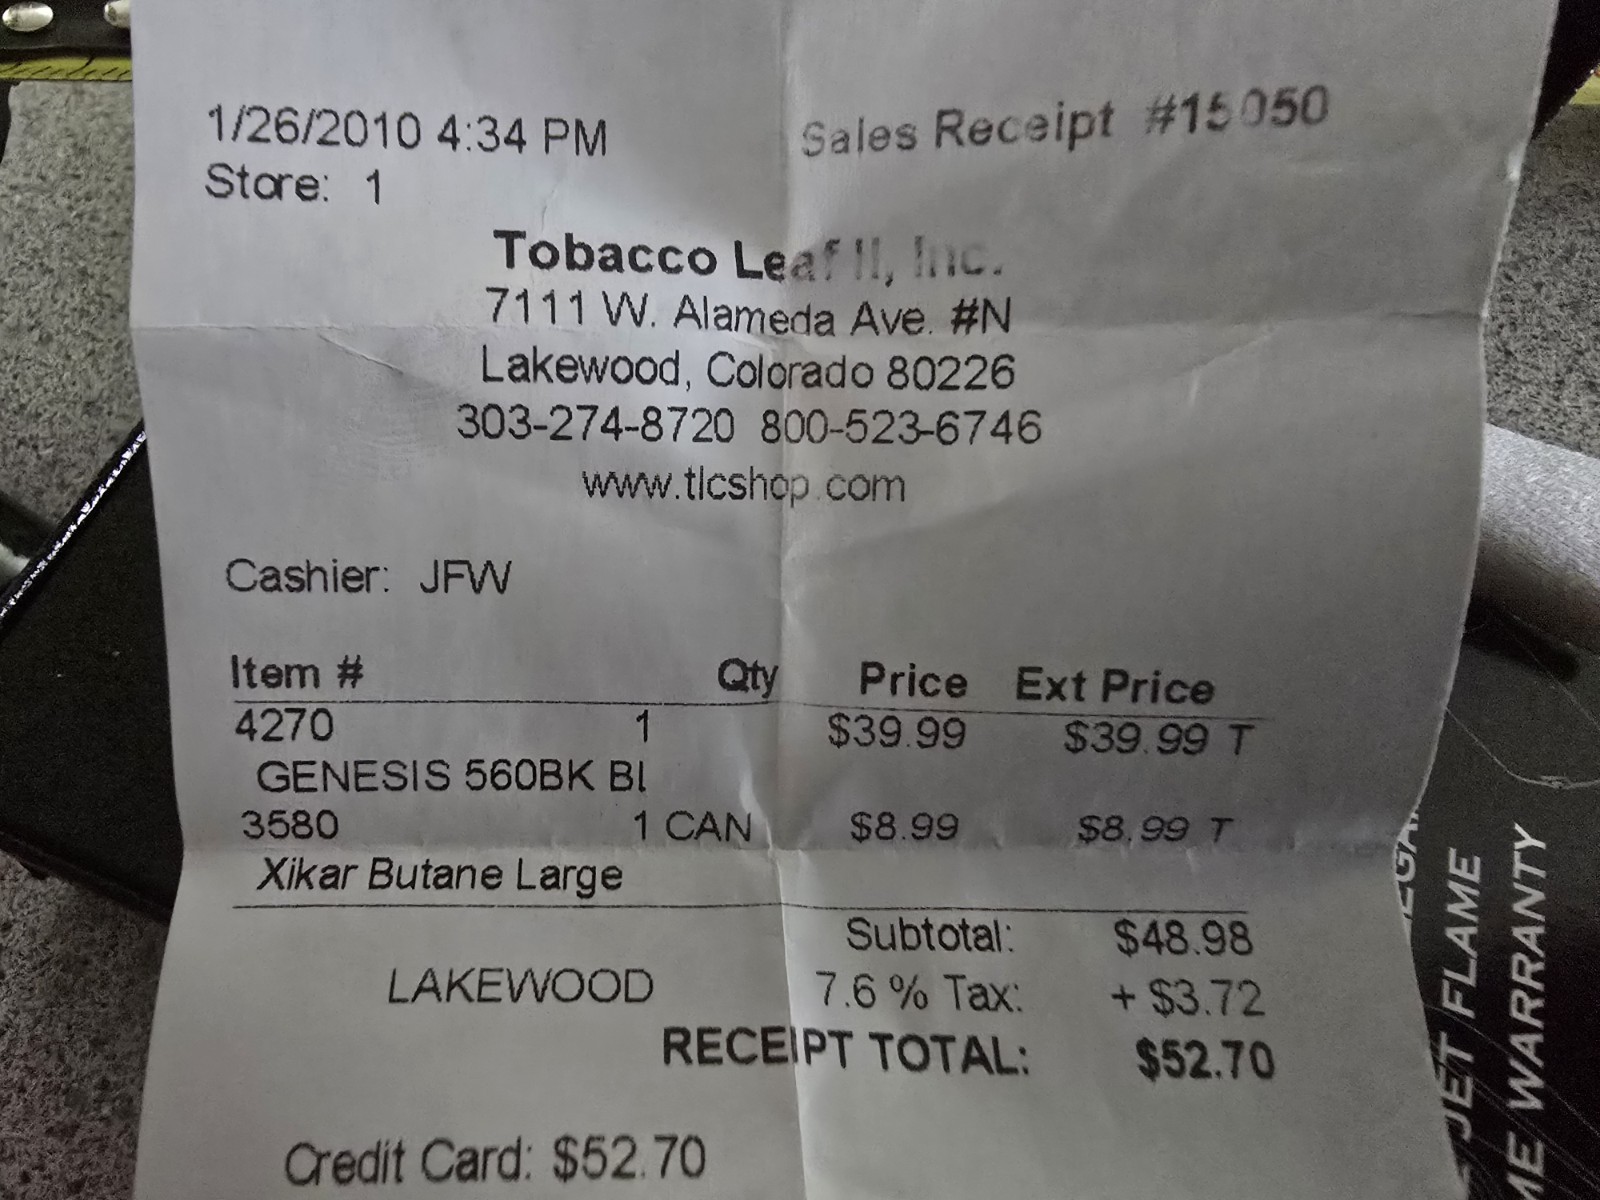 1/26/2010 4:34 PM Sales Receipt #15050
Store: 1
Tobacco Leaf II, Inc.
7111 W. Alameda Ave. #N
Lakewood, Colorado 80226
303-274-8720 800-523-6746
www.tlcshop.com
Cashier: JFW
Item # Qty Price Ext Price
4270 1 $39.99 $39.99 T
GENESIS 560BK Bl
3580 1 CAN $8.99 $8.99 T
Xikar Butane Large
Subtotal: $48.98
LAKEWOOD 7.6 % Tax: + $3.72
RECEIPT TOTAL: $52.70
Credit Card: $52.70
JET FLAME
WARRANTY